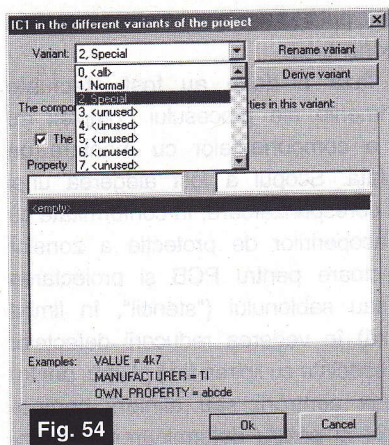 IC1 in the different variants of the project
Variant: 2, Special
Rename variant
0, <all>
1, Normal
2, Special
3, <unused>
4, <unused>
5, <unused>
6, <unused>
7, <unused>
Derive variant
The compo ties in this variant:
The
Property
<empty>
Examples: VALUE = 4k7
MANUFACTURER = TI
OWN_PROPERTY = abcde
Fig. 54
Ok
Cancel